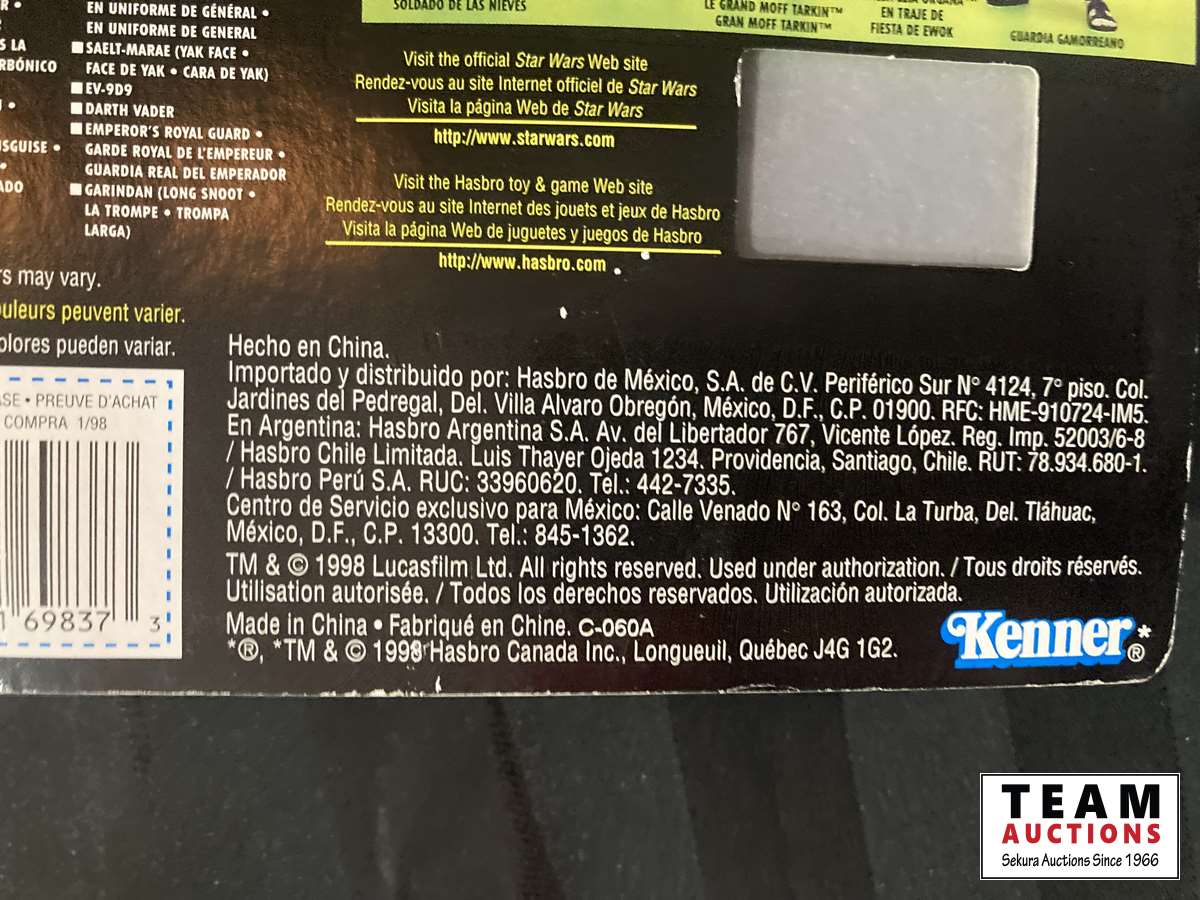 SOLDADO DE LAS NIEVES
LE GRAND MOFF TARKIN™
GRAN MOFF TARKIN™
EN TRAJE DE
FIESTA DE EWOK
GUARDIA GAMORREANO
EN UNIFORME DE GÉNÉRAL •
EN UNIFORME DE GENERAL
SAELT-MARAE (YAK FACE •
FACE DE YAK • CARA DE YAK)
EV-9D9
DARTH VADER
EMPEROR'S ROYAL GUARD •
GARDE ROYAL DE L'EMPEREUR •
GUARDIA REAL DEL EMPERADOR
GARINDAN (LONG SNOOT •
LA TROMPE • TROMPA
LARGA)
Visit the official Star Wars Web site
Rendez-vous au site Internet officiel de Star Wars
Visita la página Web de Star Wars
http://www.starwars.com
Visit the Hasbro toy & game Web site
Rendez-vous au site Internet des jouets et jeux de Hasbro
Visita la página Web de juguetes y juegos de Hasbro
http://www.hasbro.com
may vary.
peuvent varier.
pueden variar.
• PREUVE D'ACHAT
COMPRA 1/98
69837 3
Hecho en China.
Importado y distribuido por: Hasbro de México, S.A. de C.V. Periférico Sur N° 4124, 7° piso. Col.
Jardines del Pedregal, Del. Villa Alvaro Obregón, México, D.F., C.P. 01900. RFC: HME-910724-IM5.
En Argentina: Hasbro Argentina S.A. Av. del Libertador 767, Vicente López. Reg. Imp. 52003/6-8
/ Hasbro Chile Limitada. Luis Thayer Ojeda 1234. Providencia, Santiago, Chile. RUT: 78.934.680-1.
/ Hasbro Perú S.A. RUC: 33960620. Tel.: 442-7335.
Centro de Servicio exclusivo para México: Calle Venado N° 163, Col. La Turba, Del. Tláhuac,
México, D.F., C.P. 13300. Tel.: 845-1362.
TM & © 1998 Lucasfilm Ltd. All rights reserved. Used under authorization. / Tous droits réservés.
Utilisation autorisée. / Todos los derechos reservados. Utilización autorizada.
Made in China • Fabriqué en Chine. C-060A
*®, *TM & © 1998 Hasbro Canada Inc., Longueuil, Québec J4G 1G2.
Kenner*®
TEAM
AUCTIONS
Sekura Auctions Since 1966